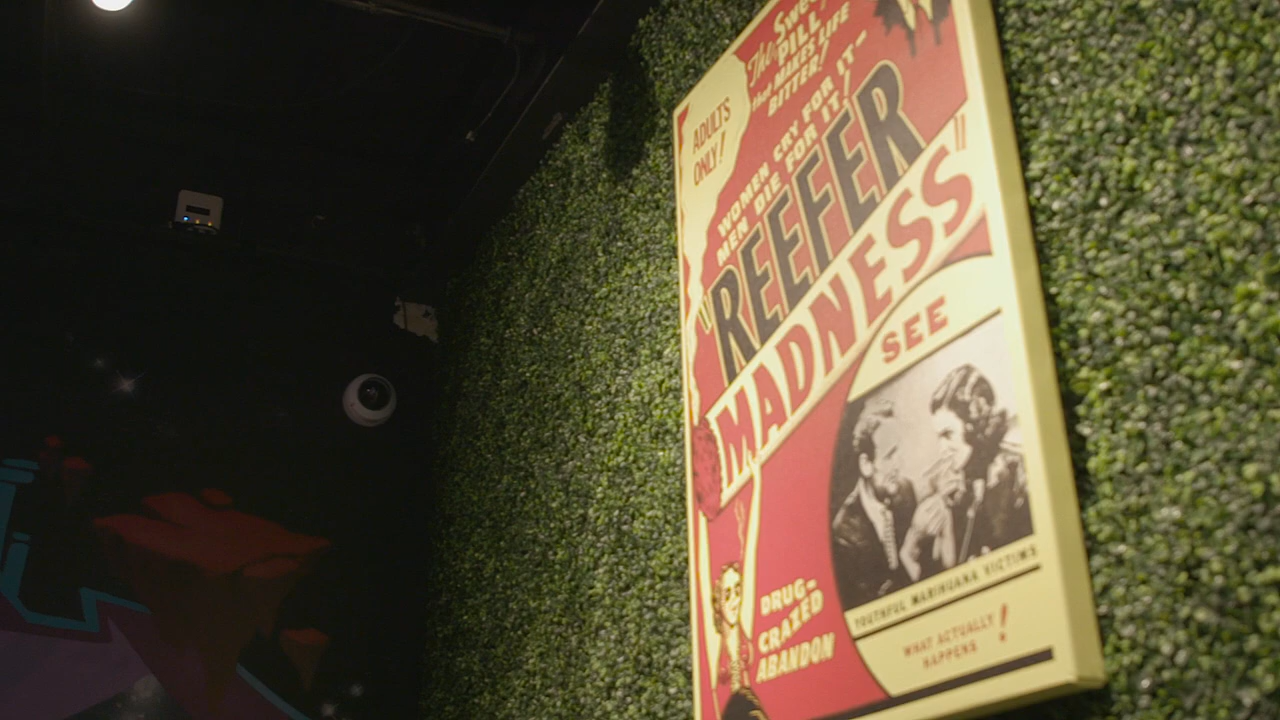 The Sweet
PILL
that MAKES LIFE
BITTER!
ADULTS
ONLY!
WOMEN CRY FOR IT-
MEN DIE FOR IT!
"REEFER
MADNESS"
SEE
YOUTHFUL MARIHUANA VICTIMS
WHAT ACTUALLY
HAPPENS!
DRUG-
CRAZED
ABANDON